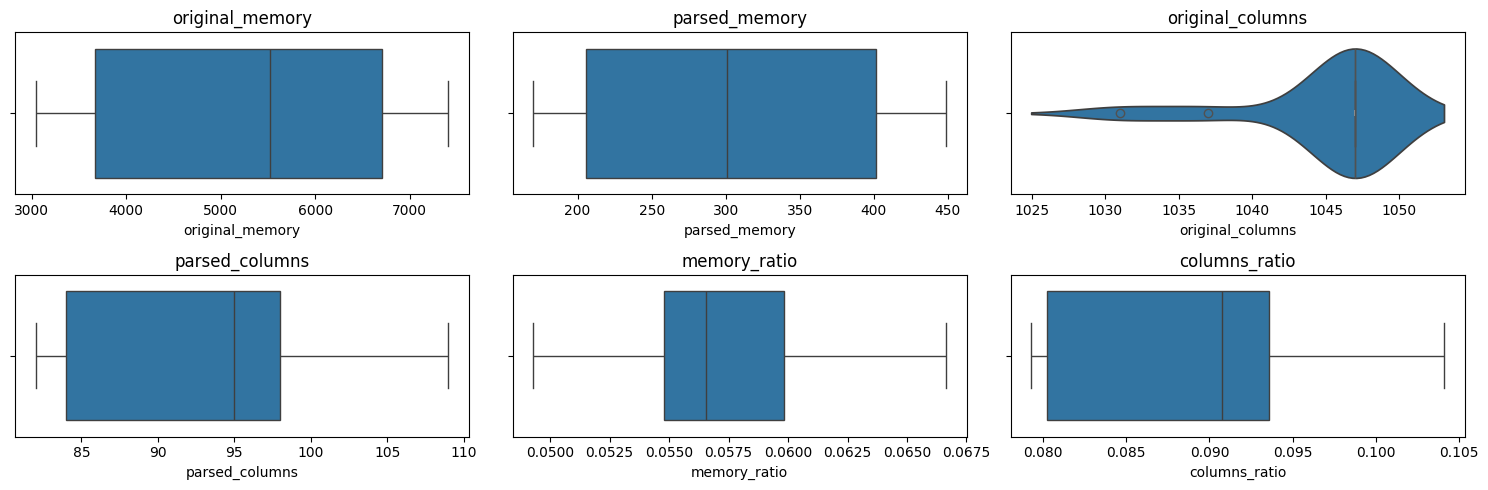 original_memory
parsed_memory
original_columns
3000 4000 5000 6000 7000
200 250 300 350 400 450
1025 1030 1035 1040 1045 1050
original_memory
parsed_memory
original_columns
parsed_columns
memory_ratio
columns_ratio
85 90 95 100 105 110
0.0500 0.0525 0.0550 0.0575 0.0600 0.0625 0.0650 0.0675
0.080 0.085 0.090 0.095 0.100 0.105
parsed_columns
memory_ratio
columns_ratio